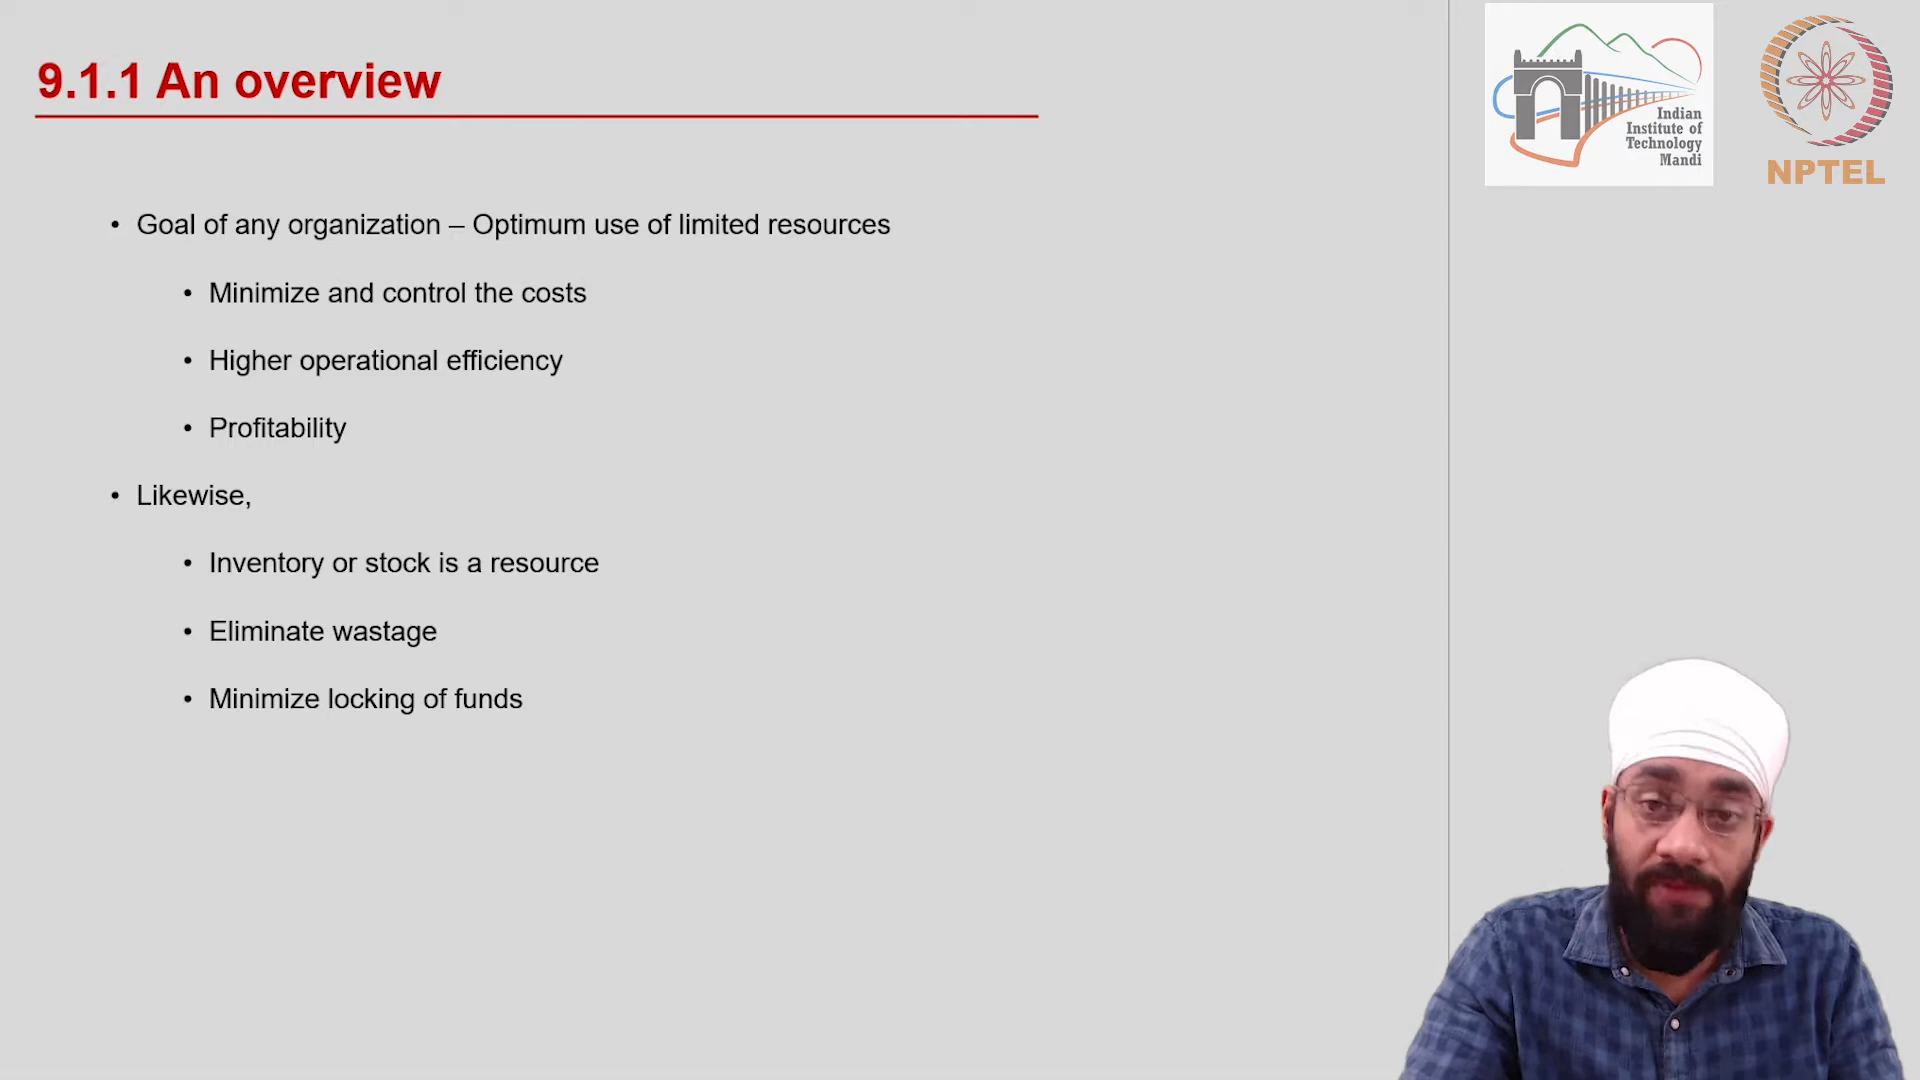 9.1.1 An overview
• Goal of any organization – Optimum use of limited resources
• Minimize and control the costs
• Higher operational efficiency
• Profitability
• Likewise,
• Inventory or stock is a resource
• Eliminate wastage
• Minimize locking of funds
Indian
Institute of
Technology
Mandi
NPTEL